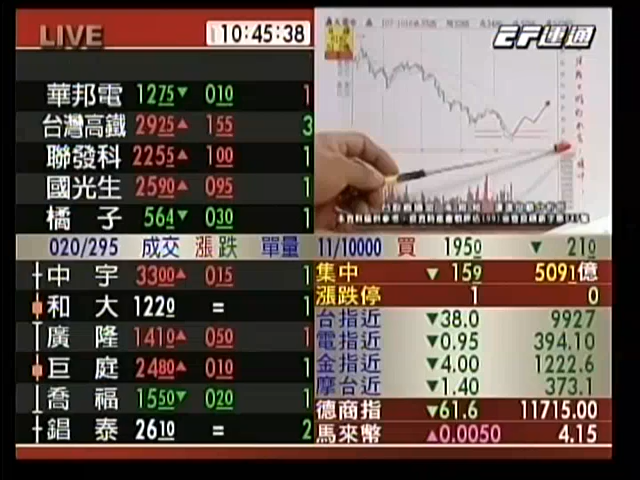 LIVE 10:45:38
EF連通
華邦電 1275▼ 010 1
台灣高鐵 2925▲ 155 3
聯發科 2255▲ 100 1
國光生 2590▲ 095 1
橘子 564▼ 030 1
020/295 成交 漲跌 單量
中宇 3300▲ 015 1
和大 1220 = 1
廣隆 1410▲ 050 1
巨庭 2480▲ 010 1
喬福 1550▼ 020 1
錩泰 2610 = 2
11/10000 買 1950 ▼ 210
集中 ▼ 159 5091億
漲跌停 1 0
台指近 ▼38.0 9927
電指近 ▼0.95 394.10
金指近 ▼4.00 1222.6
摩台近 ▼1.40 373.1
德商指 ▼61.6 11715.00
馬來幣 ▲0.0050 4.15